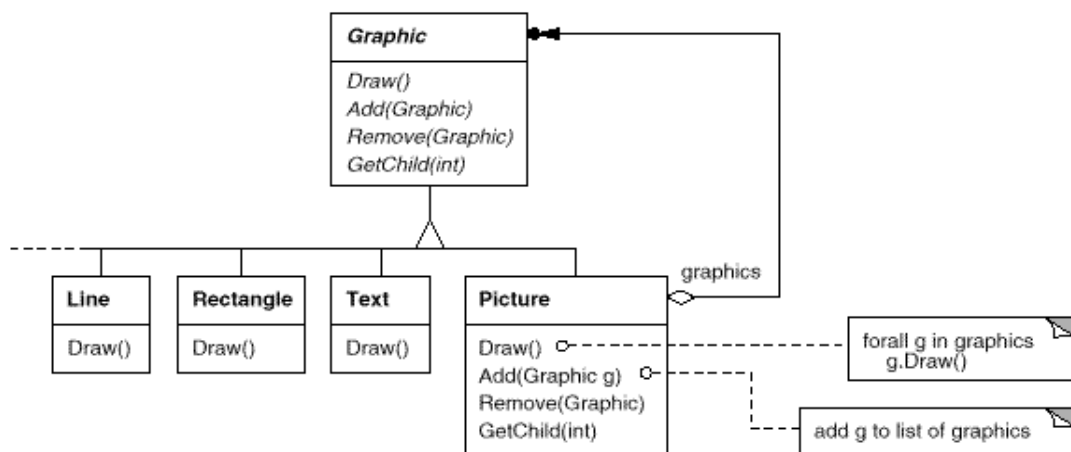 Graphic
Draw()
Add(Graphic)
Remove(Graphic)
GetChild(int)
graphics
Line
Draw()
Rectangle
Draw()
Text
Draw()
Picture
Draw()
Add(Graphic g)
Remove(Graphic)
GetChild(int)
forall g in graphics
g.Draw()
add g to list of graphics